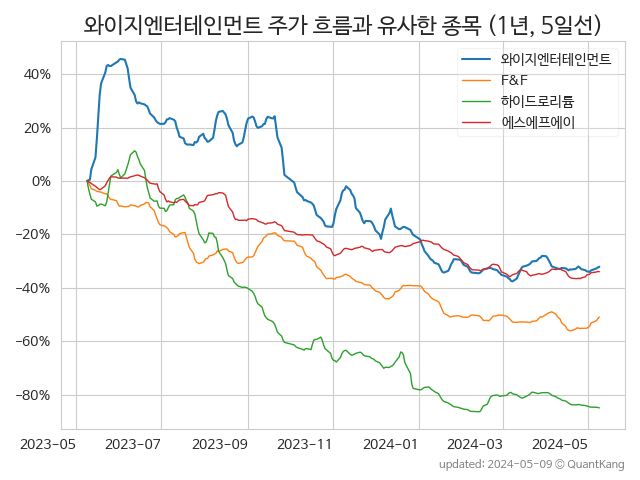 와이지엔터테인먼트 주가 흐름과 유사한 종목 (1년, 5일선)
와이지엔터테인먼트
F&F
하이드로리튬
에스에프에이
40%
20%
0%
−20%
−40%
−60%
−80%
2023-05 2023-07 2023-09 2023-11 2024-01 2024-03 2024-05
updated: 2024-05-09 © QuantKang